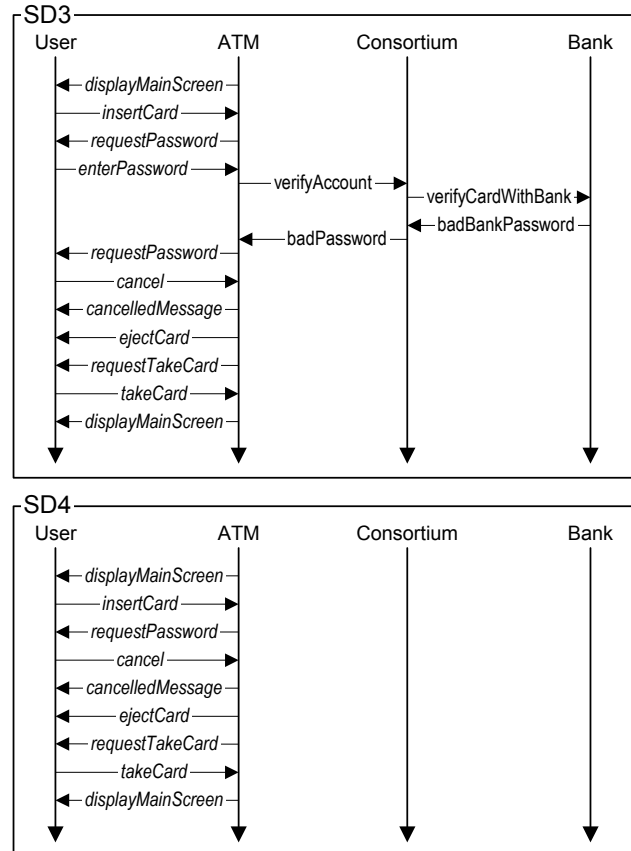 SD3
User ATM Consortium Bank
displayMainScreen
insertCard
requestPassword
enterPassword
verifyAccount
verifyCardWithBank
badBankPassword
badPassword
requestPassword
cancel
cancelledMessage
ejectCard
requestTakeCard
takeCard
displayMainScreen
SD4
User ATM Consortium Bank
displayMainScreen
insertCard
requestPassword
cancel
cancelledMessage
ejectCard
requestTakeCard
takeCard
displayMainScreen